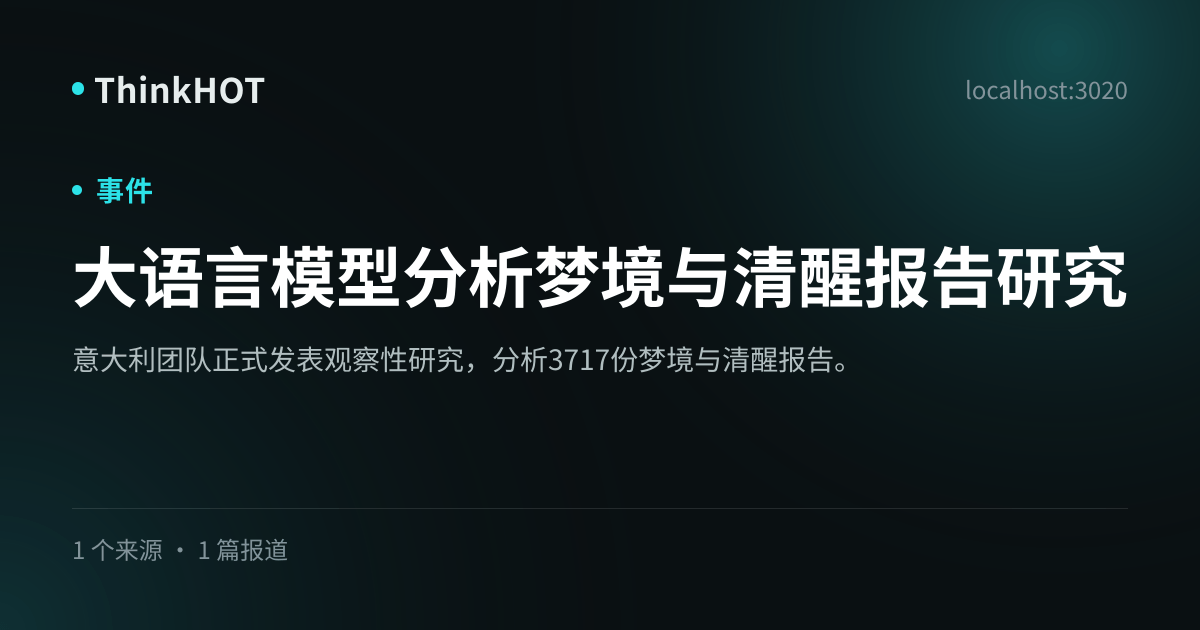 ThinkHOT
localhost:3020
事件
大语言模型分析梦境与清醒报告研究
意大利团队正式发表观察性研究，分析3717份梦境与清醒报告。
1 个来源 · 1 篇报道